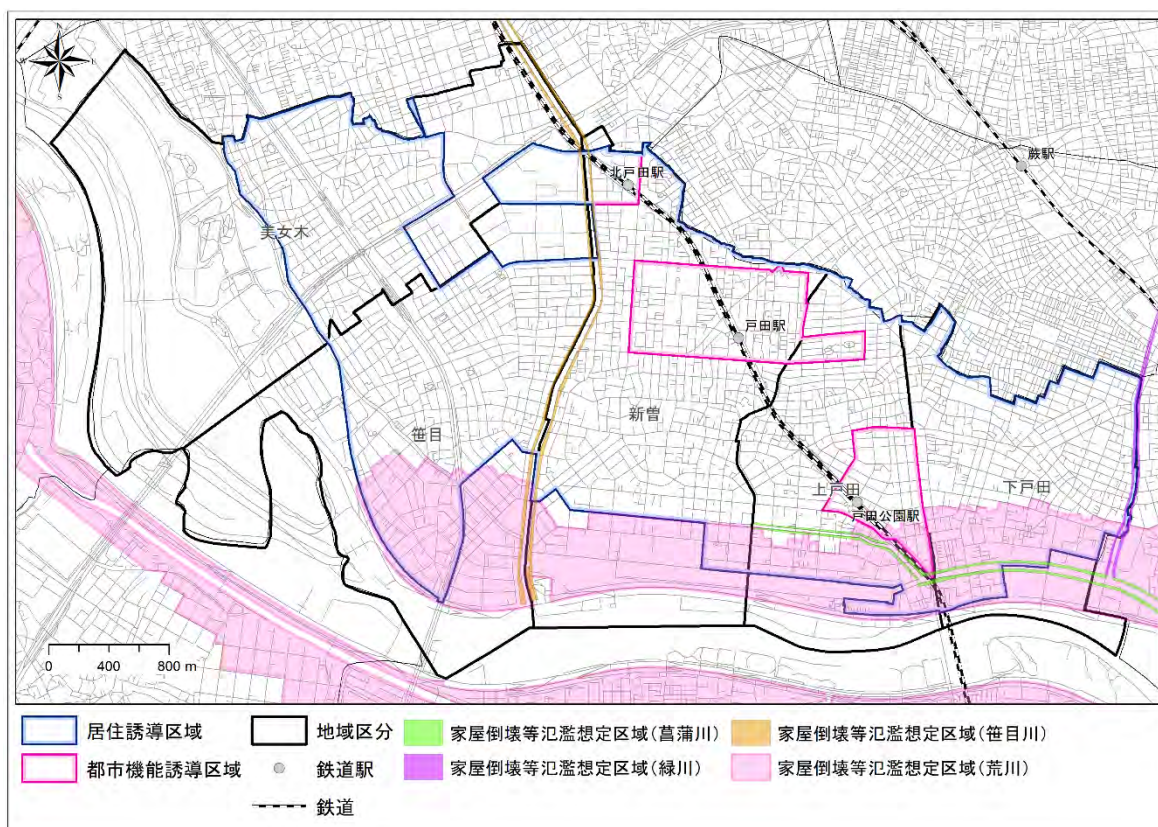 N
W
E
S
蕨駅
北戸田駅
美女木
戸田駅
新曽
笹目
上戸田
下戸田
戸田公園駅
0 400 800 m
居住誘導区域
地域区分
家屋倒壊等氾濫想定区域(菖蒲川)
家屋倒壊等氾濫想定区域(笹目川)
都市機能誘導区域
鉄道駅
家屋倒壊等氾濫想定区域(緑川)
家屋倒壊等氾濫想定区域(荒川)
鉄道